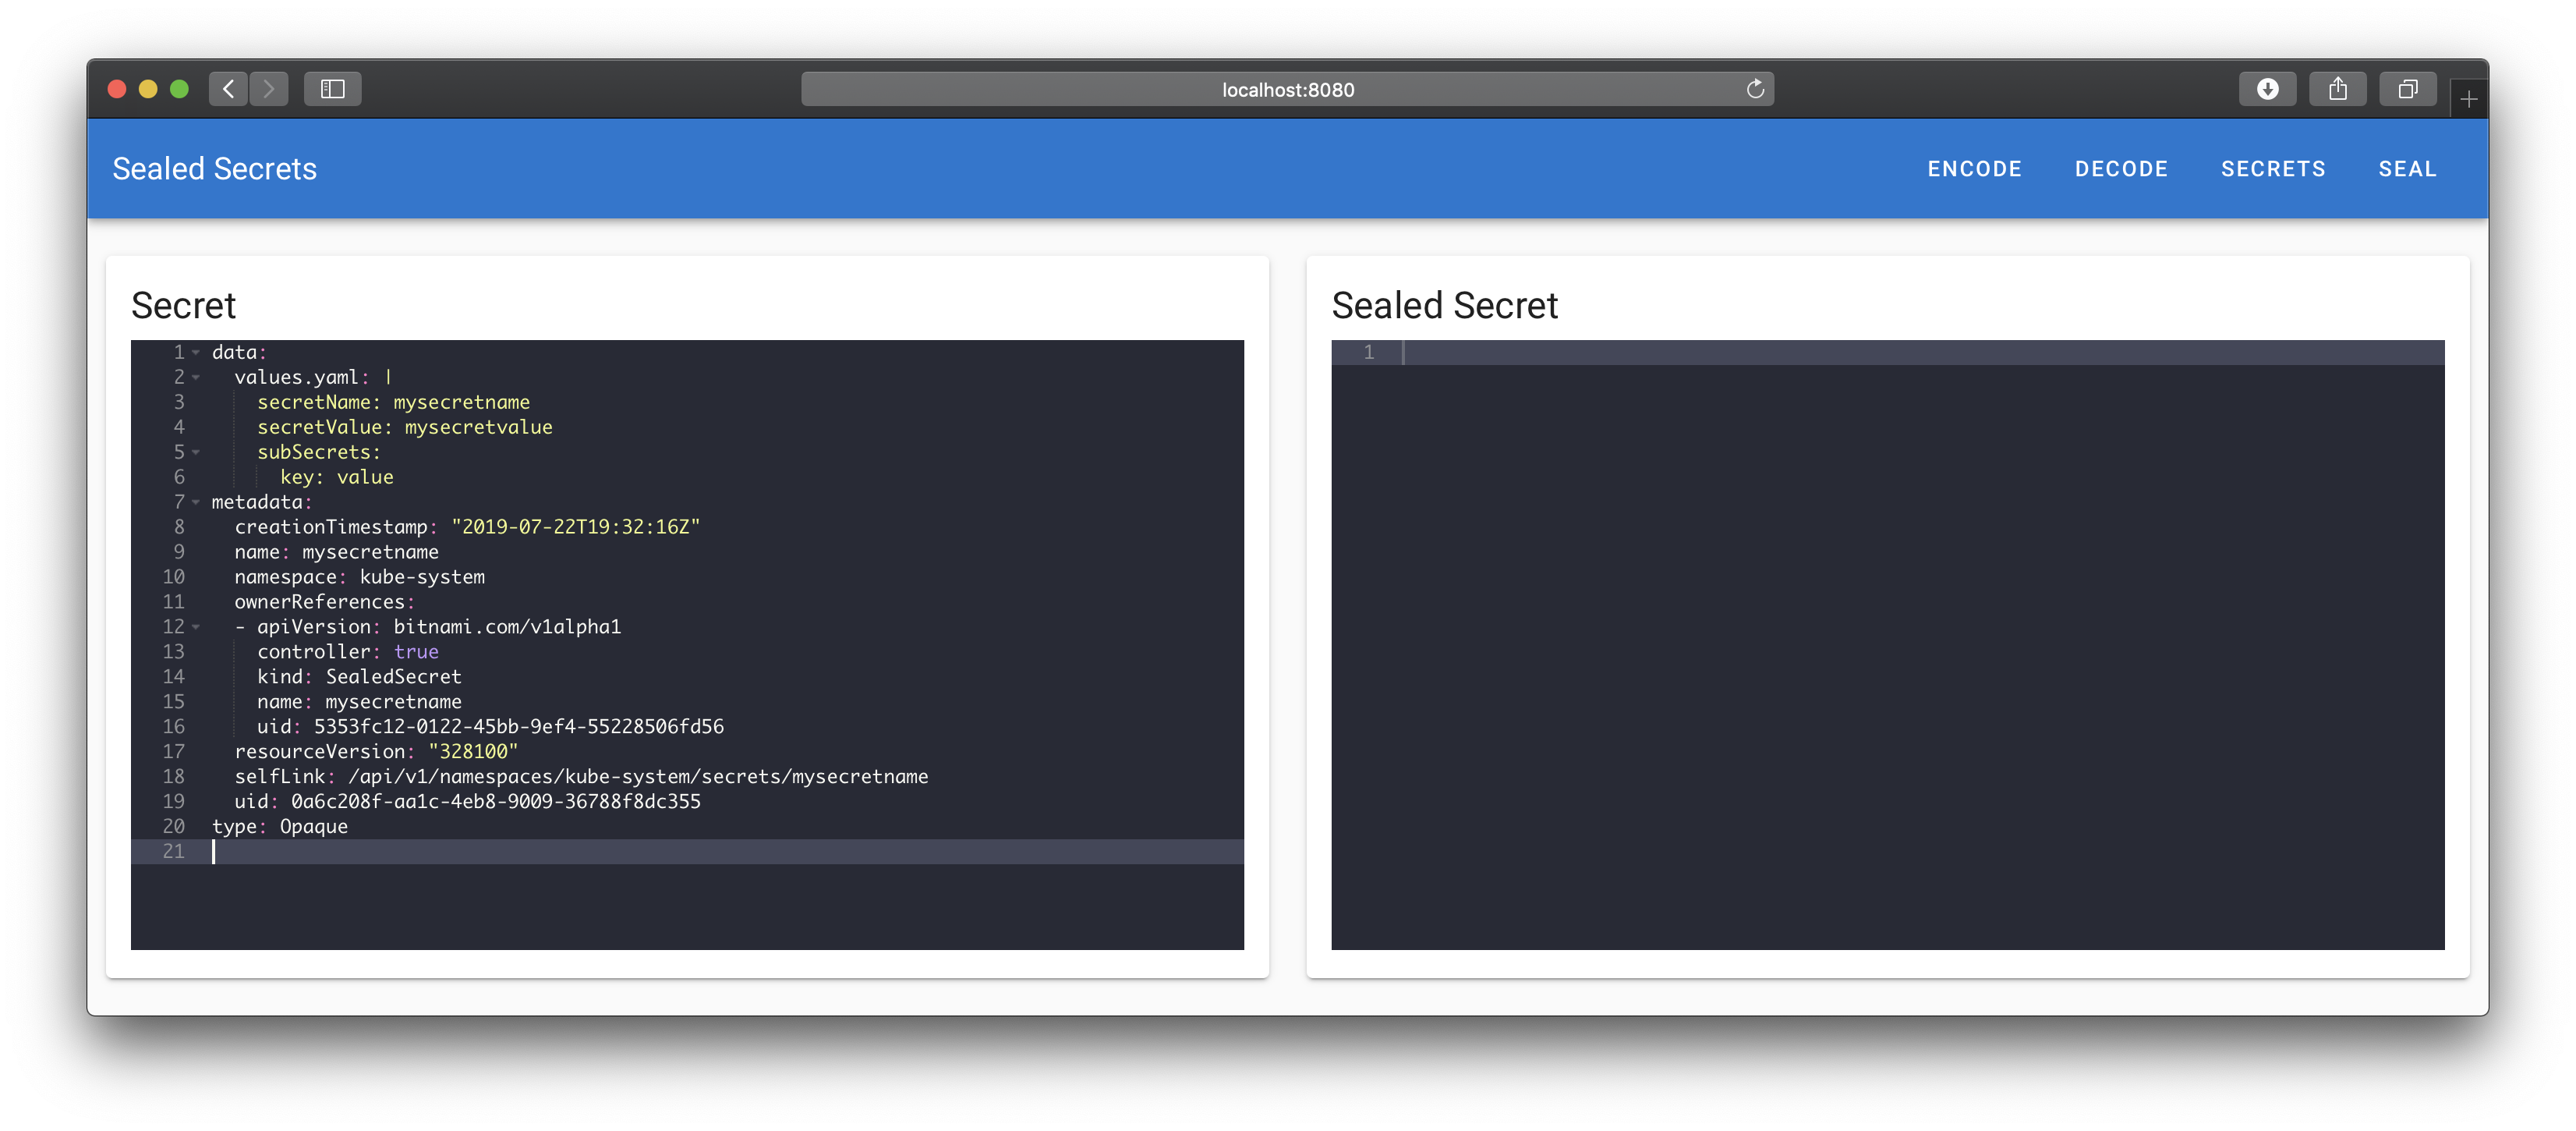 localhost:8080
Sealed Secrets
ENCODE DECODE SECRETS SEAL
Secret
1 data:
2   values.yaml: |
3     secretName: mysecretname
4     secretValue: mysecretvalue
5     subSecrets:
6       key: value
7 metadata:
8   creationTimestamp: "2019-07-22T19:32:16Z"
9   name: mysecretname
10   namespace: kube-system
11   ownerReferences:
12   - apiVersion: bitnami.com/v1alpha1
13     controller: true
14     kind: SealedSecret
15     name: mysecretname
16     uid: 5353fc12-0122-45bb-9ef4-55228506fd56
17   resourceVersion: "328100"
18   selfLink: /api/v1/namespaces/kube-system/secrets/mysecretname
19   uid: 0a6c208f-aa1c-4eb8-9009-36788f8dc355
20 type: Opaque
21
Sealed Secret
1